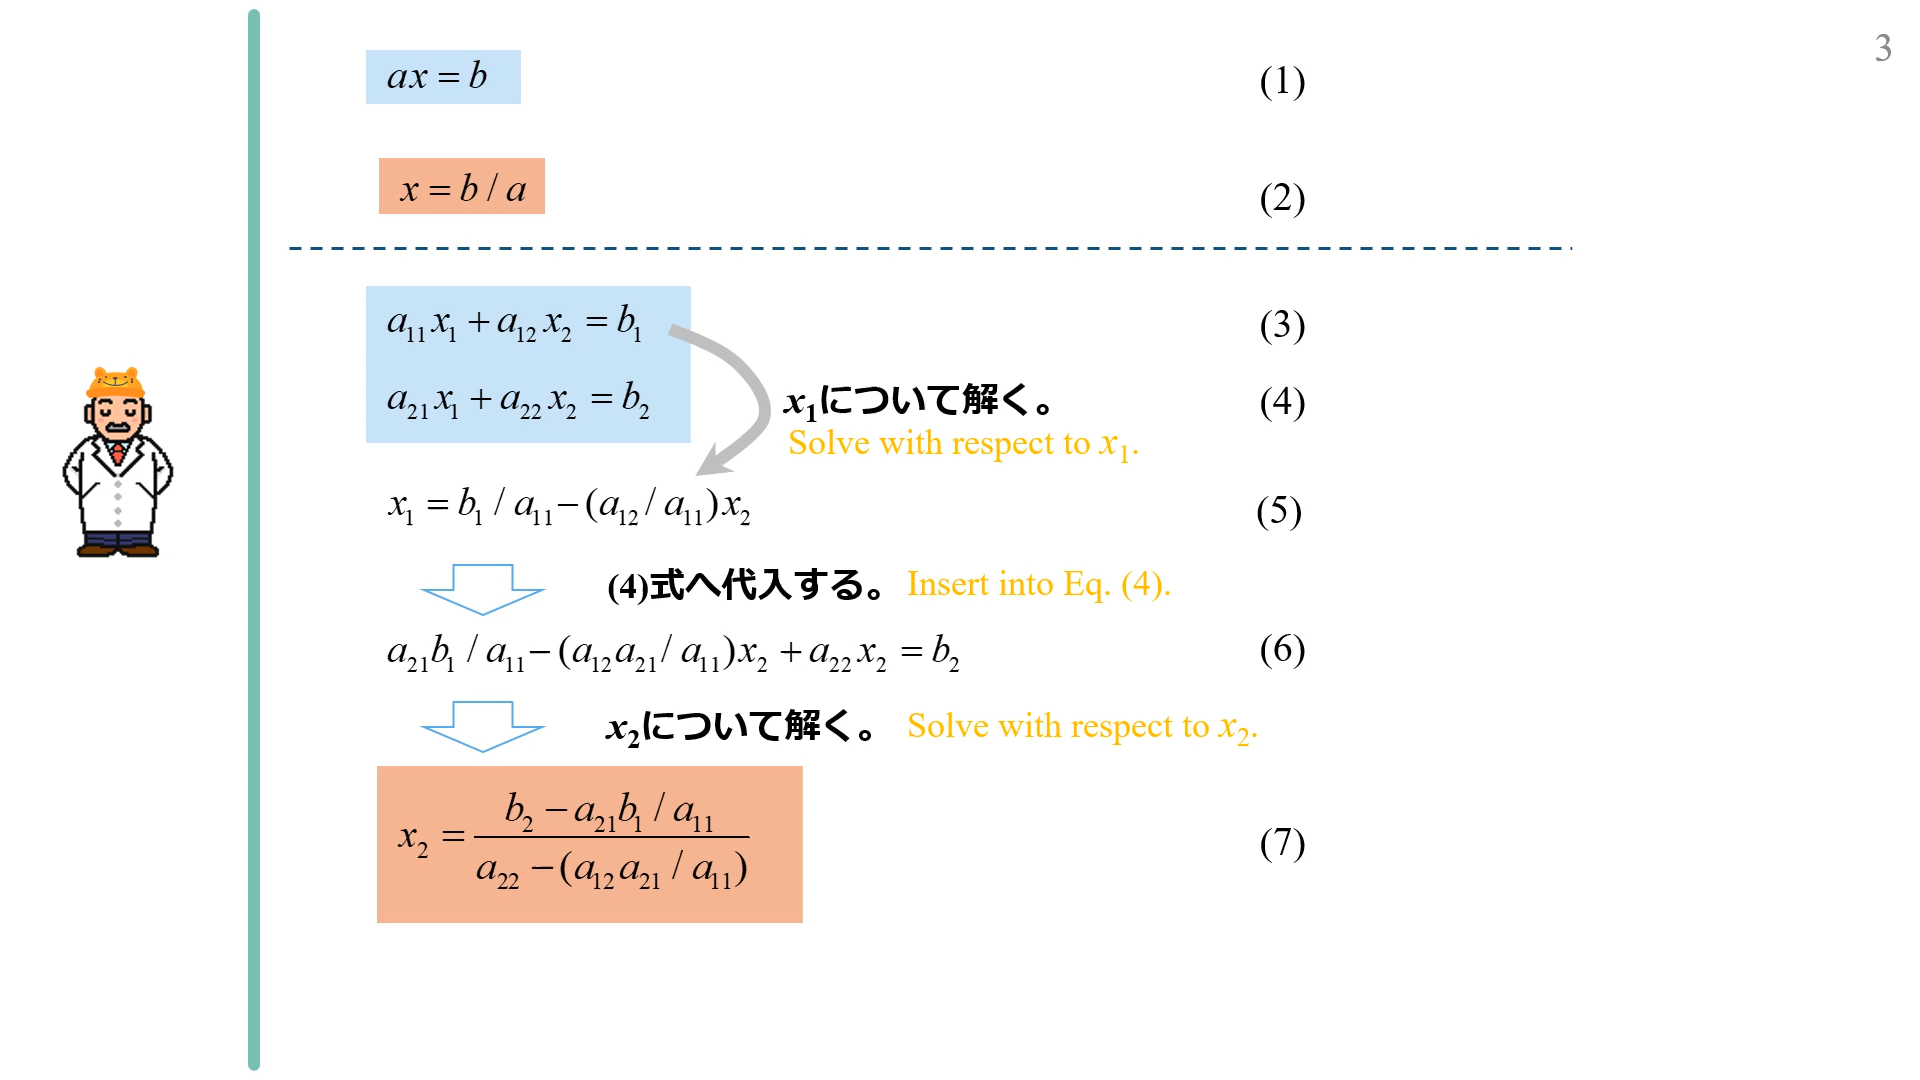 3
ax = b (1)
x = b / a (2)
a₁₁x₁ + a₁₂x₂ = b₁ (3)
a₂₁x₁ + a₂₂x₂ = b₂ (4)
x₁について解く。
Solve with respect to x₁.
x₁ = b₁ / a₁₁ − (a₁₂ / a₁₁)x₂ (5)
(4)式へ代入する。 Insert into Eq. (4).
a₂₁b₁ / a₁₁ − (a₁₂a₂₁ / a₁₁)x₂ + a₂₂x₂ = b₂ (6)
x₂について解く。 Solve with respect to x₂.
b₂ − a₂₁b₁ / a₁₁
x₂ = (7)
a₂₂ − (a₁₂a₂₁ / a₁₁)